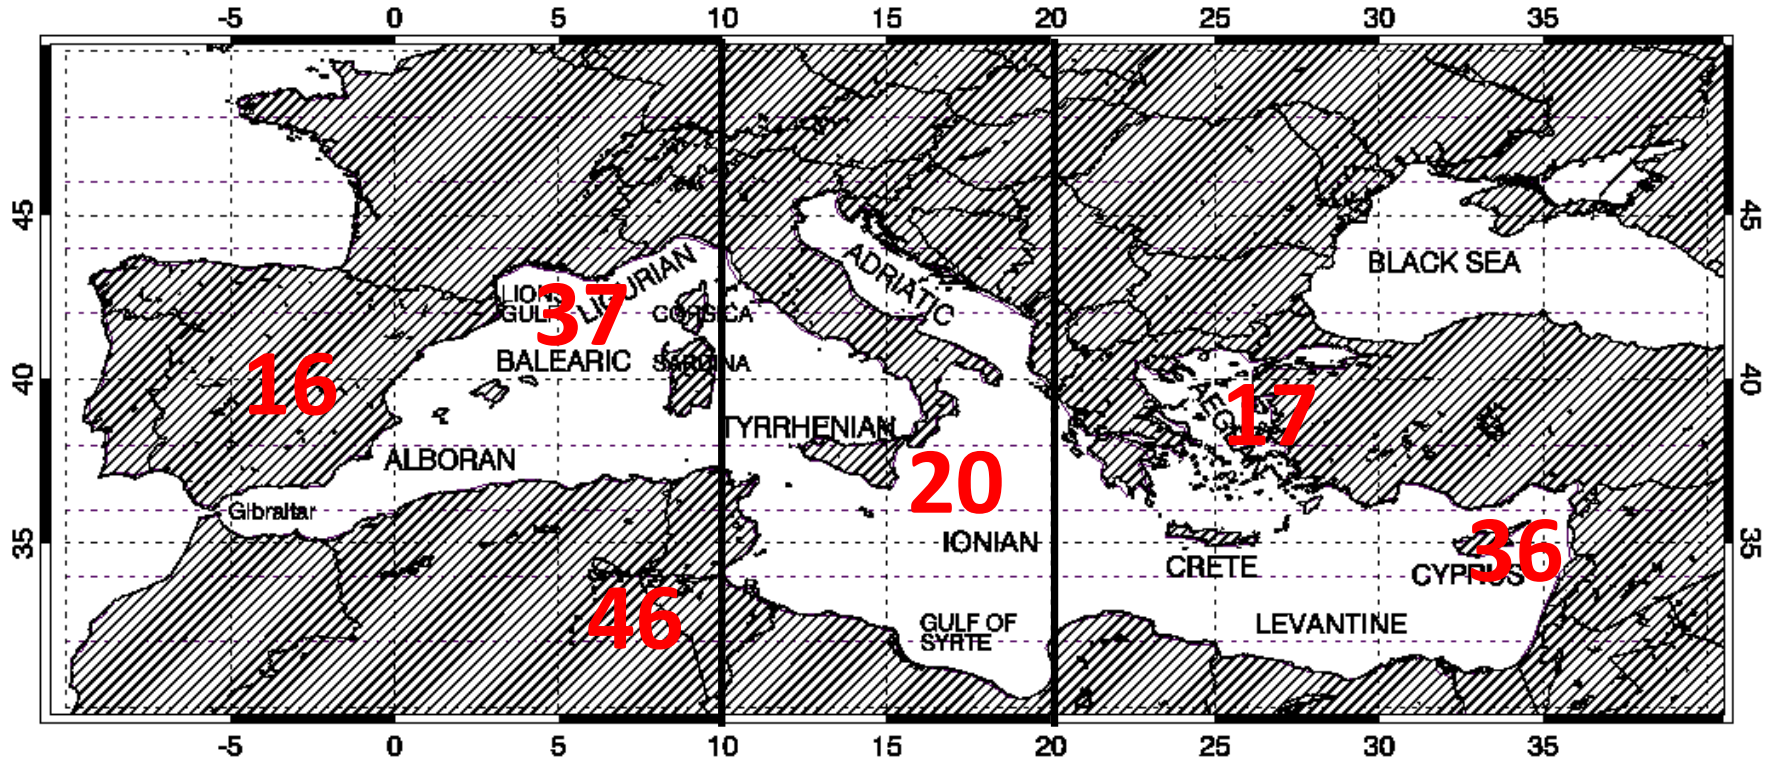 -5 0 5 10 15 20 25 30 35
45 45
BLACK SEA
ADRIATIC
LIGURIAN
LIONS
GULF
37
CORSICA
BALEARIC
SARDINA
40 40
16
17
AEGEAN
TYRRHENIAN
ALBORAN
20
Gibraltar
35 35
IONIAN
36
CRETE
CYPRUS
46
GULF OF
SYRTE
LEVANTINE
-5 0 5 10 15 20 25 30 35